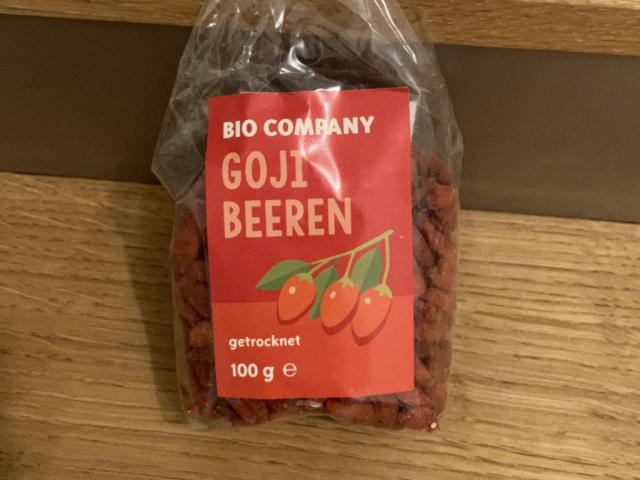 BIO COMPANY
GOJI
BEEREN
getrocknet
100 g ℮